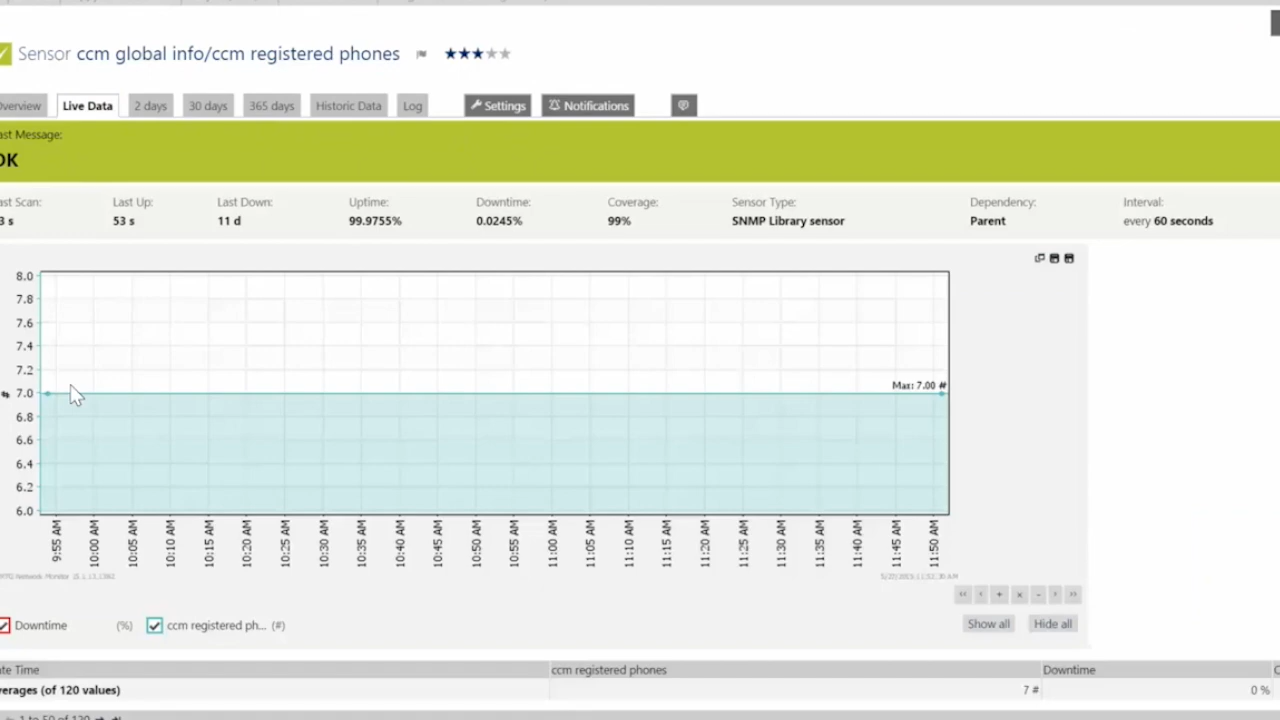 Sensor ccm global info/ccm registered phones
Overview Live Data 2 days 30 days 365 days Historic Data Log Settings Notifications
ast Message:
OK
ast Scan: Last Up: Last Down: Uptime: Downtime: Coverage: Sensor Type: Dependency: Interval:
3 s 53 s 11 d 99.9755% 0.0245% 99% SNMP Library sensor Parent every 60 seconds
8.0
7.8
7.6
7.4
7.2
7.0
6.8
6.6
6.4
6.2
6.0
#
Max: 7.00 #
9:55 AM 10:00 AM 10:05 AM 10:10 AM 10:15 AM 10:20 AM 10:25 AM 10:30 AM 10:35 AM 10:40 AM 10:45 AM 10:50 AM 10:55 AM 11:00 AM 11:05 AM 11:10 AM 11:15 AM 11:20 AM 11:25 AM 11:30 AM 11:35 AM 11:40 AM 11:45 AM 11:50 AM
Network Monitor
Downtime (%) ccm registered ph... (#)
Show all Hide all
ate Time ccm registered phones Downtime
verages (of 120 values) 7 # 0 %
1 to 50 of 120